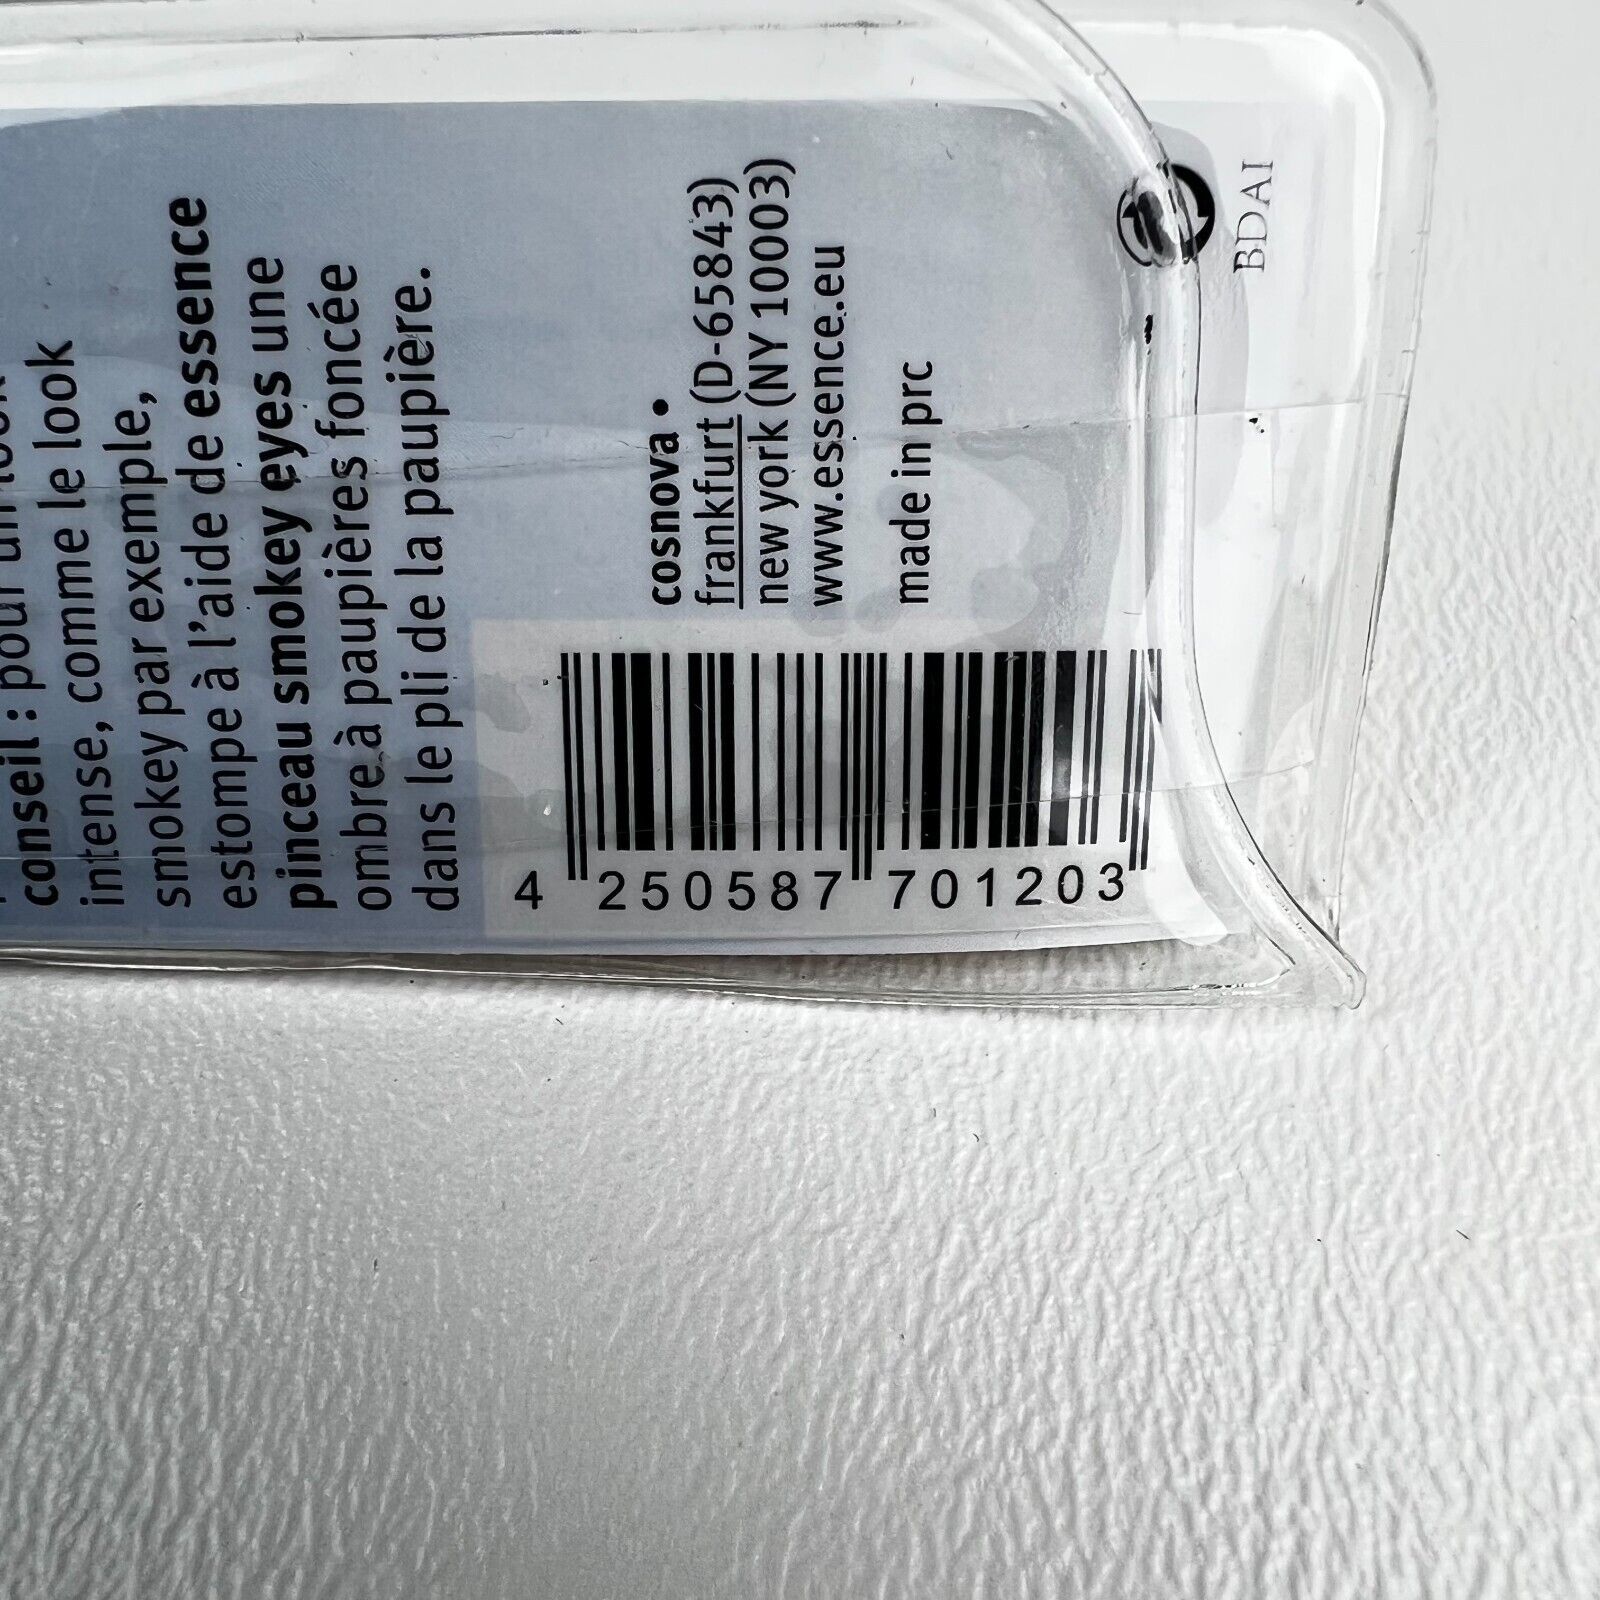 conseil : pour un look
intense, comme le look
smokey par exemple,
estompe à l'aide de essence
pinceau smokey eyes une
ombre à paupières foncée
dans le pli de la paupière.
cosnova •
frankfurt (D-65843)
new york (NY 10003)
www.essence.eu
made in prc
4 250587 701203
BDAI